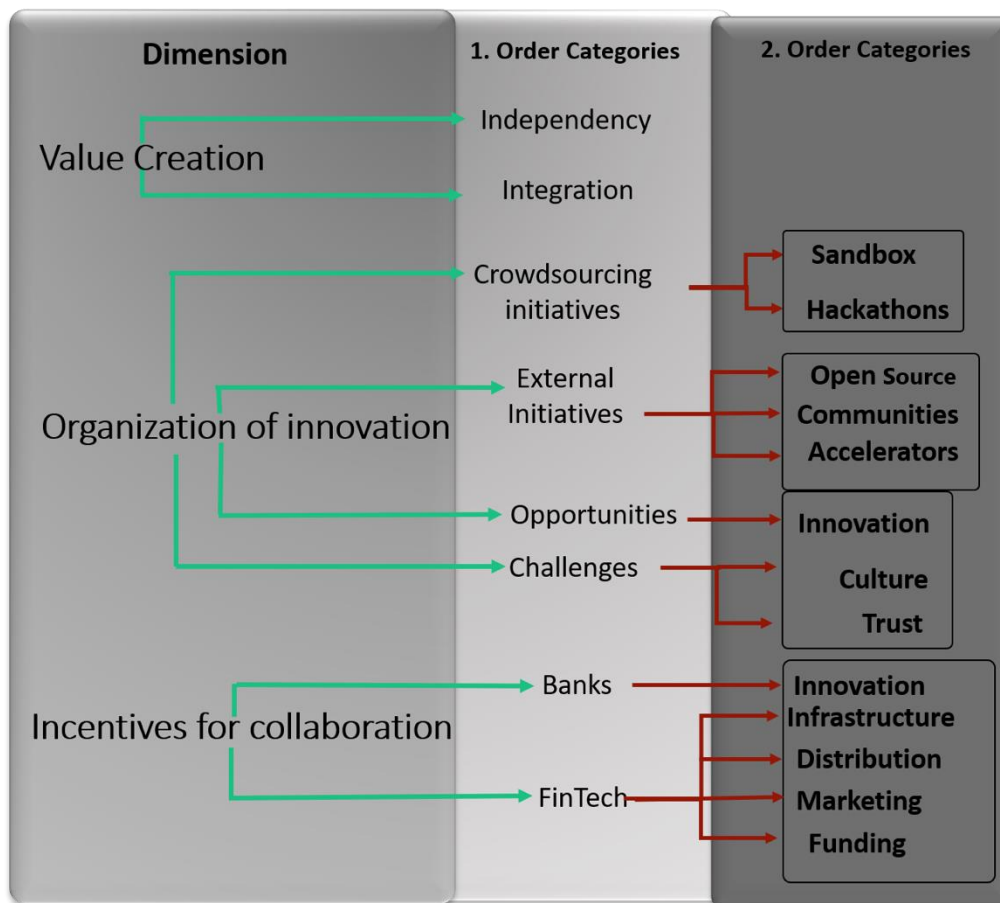 Dimension
1. Order Categories
2. Order Categories
Value Creation
Independency
Integration
Organization of innovation
Crowdsourcing
initiatives
Sandbox
Hackathons
External
Initiatives
Open Source
Communities
Accelerators
Opportunities
Innovation
Challenges
Culture
Trust
Incentives for collaboration
Banks
Innovation
FinTech
Infrastructure
Distribution
Marketing
Funding